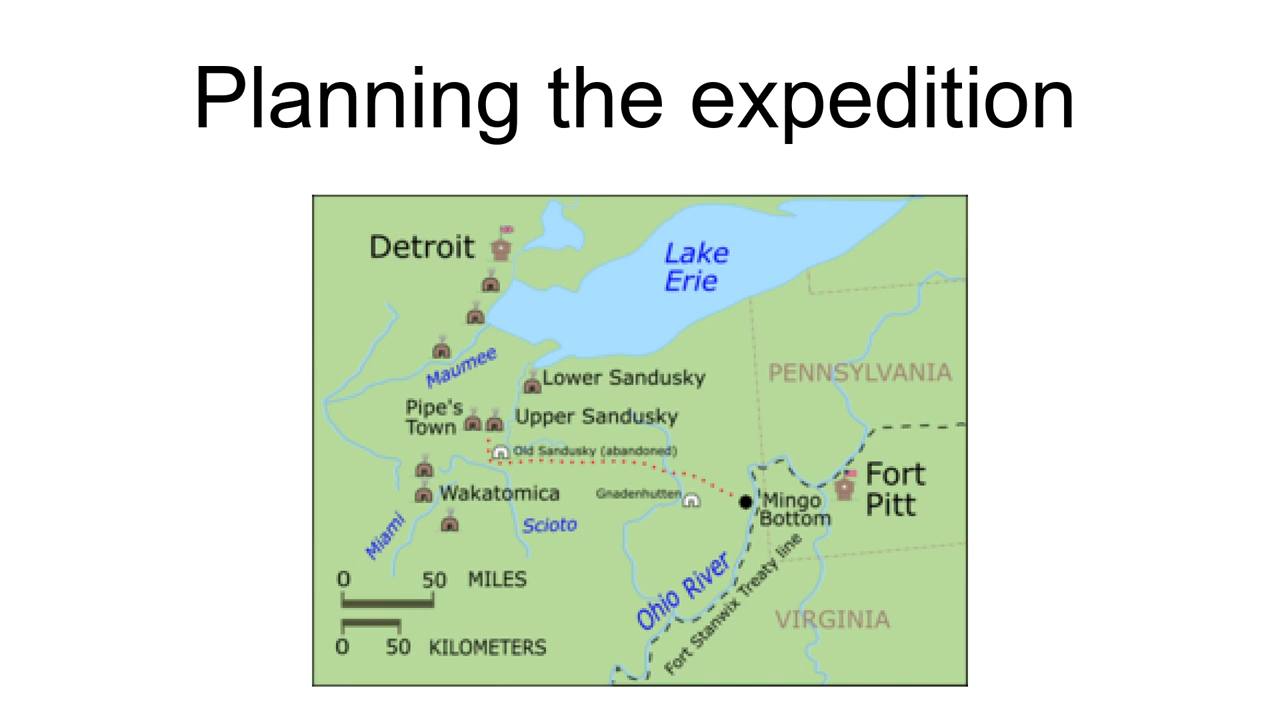 Planning the expedition
Detroit
Lake
Erie
Maumee
Lower Sandusky
PENNSYLVANIA
Pipe's
Town
Upper Sandusky
Old Sandusky (abandoned)
Fort
Pitt
Wakatomica
Gnadenhutten
Mingo
Bottom
Miami
Scioto
Ohio River
Fort Stanwix Treaty line
0 50 MILES
VIRGINIA
0 50 KILOMETERS